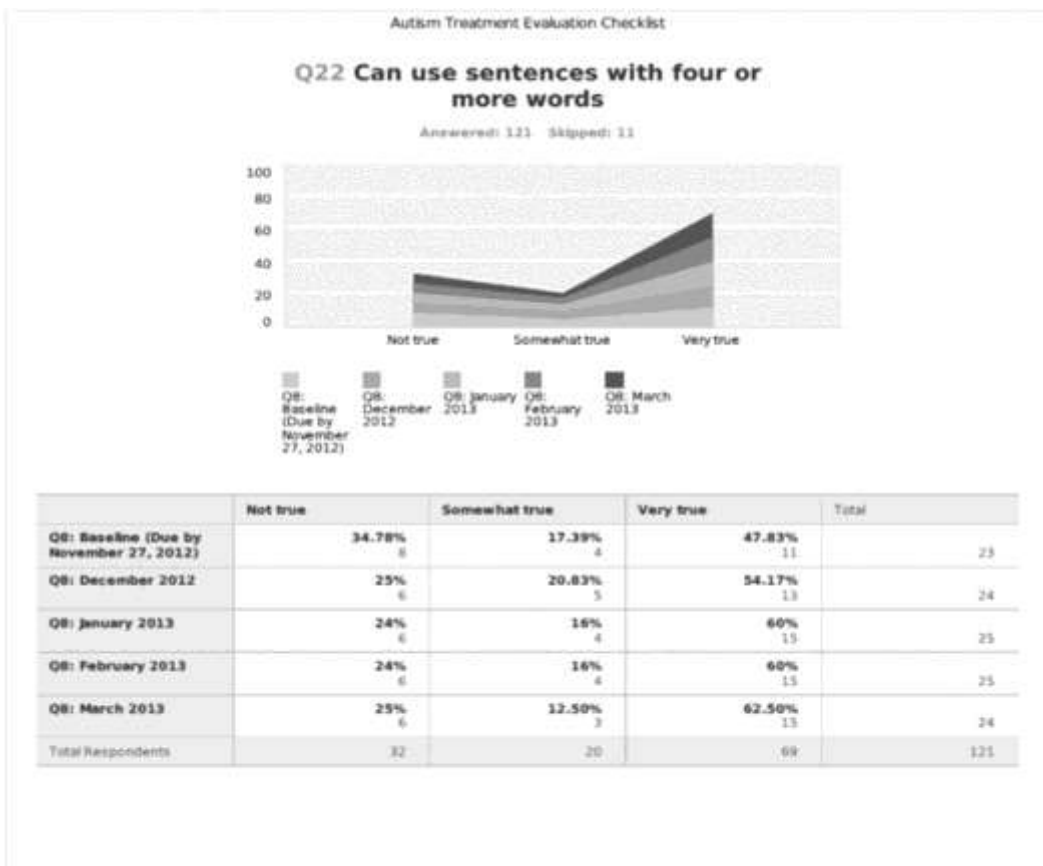 Autism Treatment Evaluation Checklist
Q22 Can use sentences with four or
more words
Answered: 121 Skipped: 11
100
80
60
40
20
0
Not true Somewhat true Very true
Q8: Baseline (Due by November 27, 2012)
Q8: December 2012
Q8: January 2013
Q8: February 2013
Q8: March 2013
Not true Somewhat true Very true Total
Q8: Baseline (Due by 34.78% 17.39% 47.83%
November 27, 2012) 8 4 11 23
Q8: December 2012 25% 20.83% 54.17%
6 5 13 24
Q8: January 2013 24% 16% 60%
6 4 15 25
Q8: February 2013 24% 16% 60%
6 4 15 25
Q8: March 2013 25% 12.50% 62.50%
6 3 15 24
Total Respondents 32 20 69 121